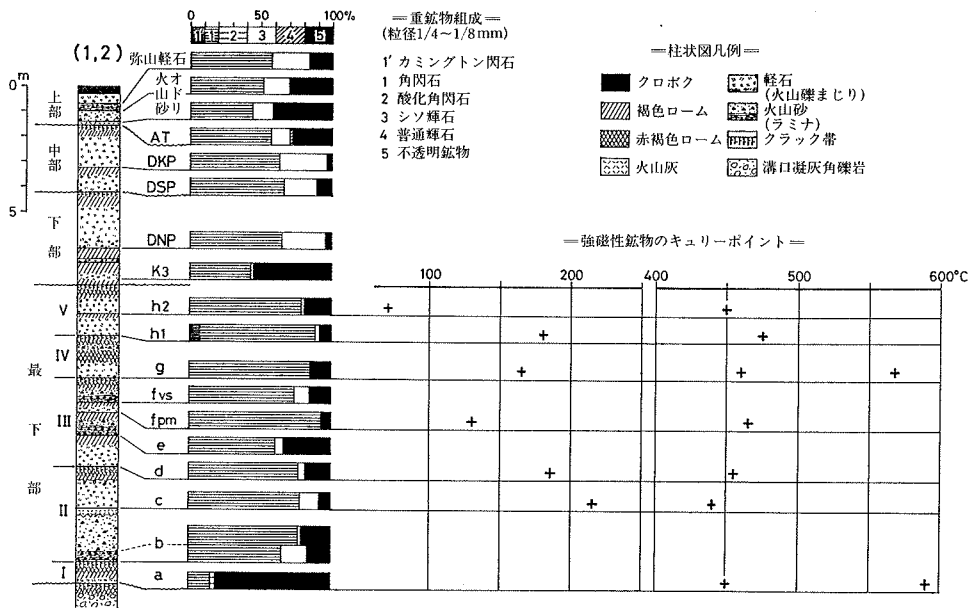 0 50 100%
1' 1 2 3 4 5
(1,2)
0
m
5
上部
中部
下部
最下部
V
IV
III
II
I
弥山軽石
火オ
山ド
砂リ
AT
DKP
DSP
DNP
K3
h2
h1
g
fvs
fpm
e
d
c
b
a
=重鉱物組成=
(粒径1/4~1/8mm)
1' カミングトン閃石
1 角閃石
2 酸化角閃石
3 シソ輝石
4 普通輝石
5 不透明鉱物
=柱状図凡例=
クロボク
褐色ローム
赤褐色ローム
火山灰
軽石
(火山礫まじり)
火山砂
(ラミナ)
クラック帯
溝口凝灰角礫岩
=強磁性鉱物のキュリーポイント=
100 200 400 500 600°C